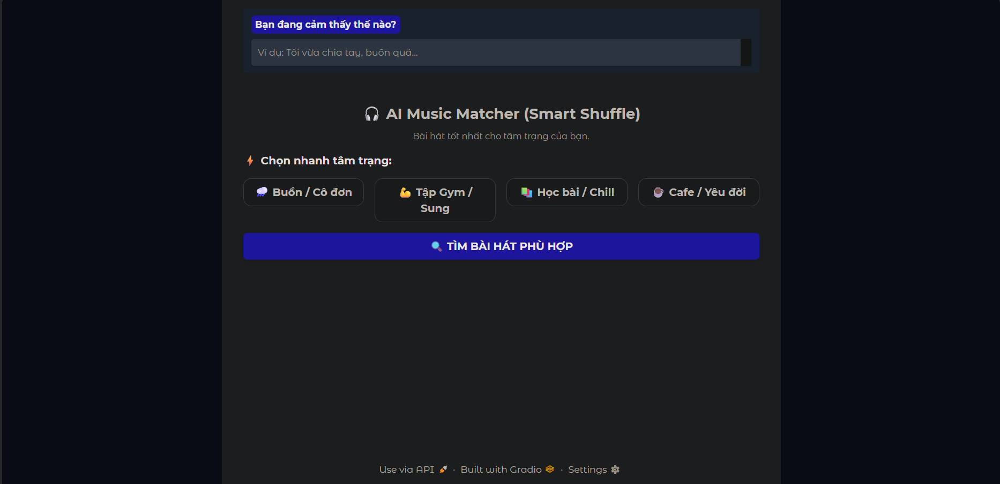 Bạn đang cảm thấy thế nào?
Ví dụ: Tôi vừa chia tay, buồn quá...
AI Music Matcher (Smart Shuffle)
Bài hát tốt nhất cho tâm trạng của bạn.
Chọn nhanh tâm trạng:
Buồn / Cô đơn
Tập Gym /
Sung
Học bài / Chill
Cafe / Yêu đời
TÌM BÀI HÁT PHÙ HỢP
Use via API · Built with Gradio · Settings